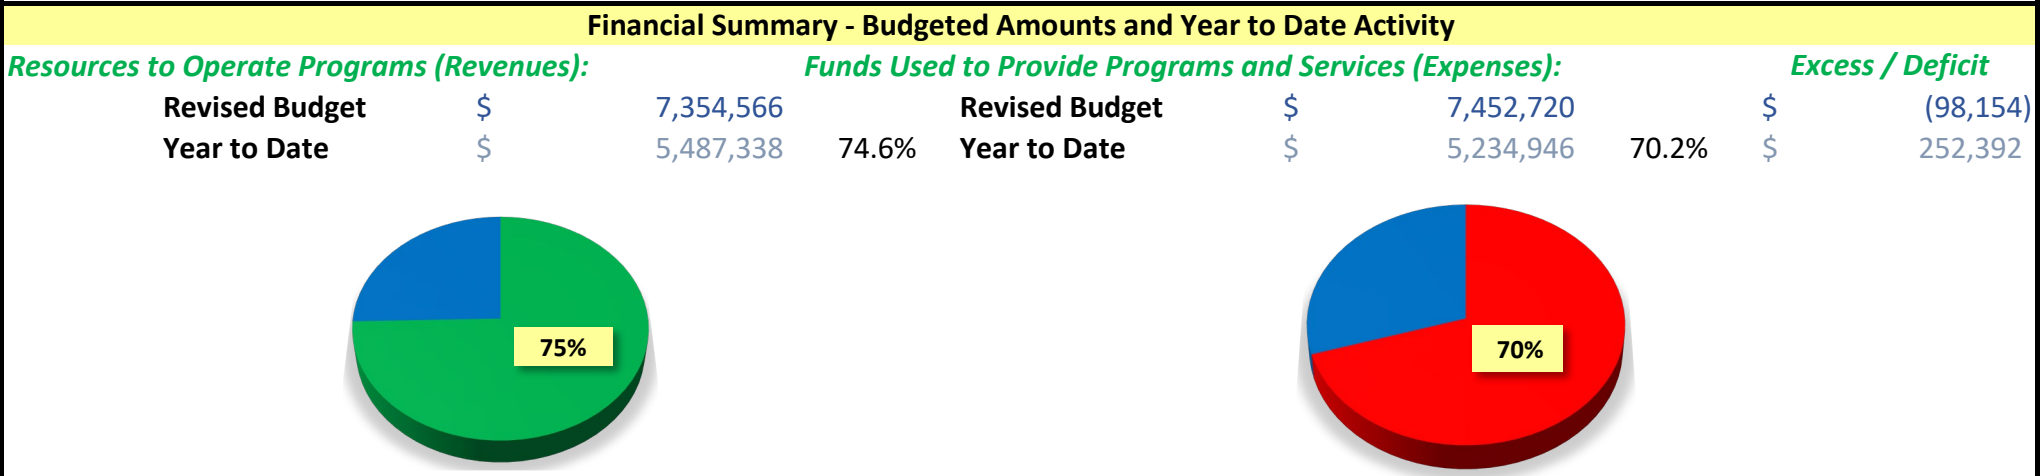 Financial Summary - Budgeted Amounts and Year to Date Activity
Resources to Operate Programs (Revenues): Funds Used to Provide Programs and Services (Expenses): Excess / Deficit
Revised Budget $ 7,354,566 Revised Budget $ 7,452,720 $ (98,154)
Year to Date $ 5,487,338 74.6% Year to Date $ 5,234,946 70.2% $ 252,392
75% 70%